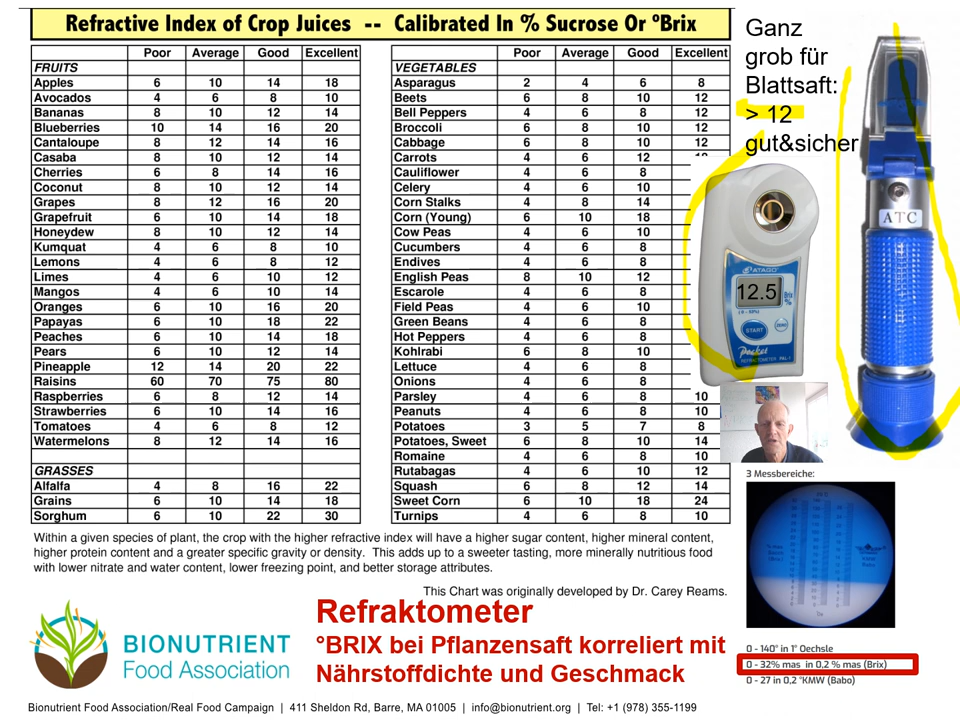 Refractive Index of Crop Juices -- Calibrated In % Sucrose Or ºBrix
Poor Average Good Excellent
FRUITS
Apples 6 10 14 18
Avocados 4 6 8 10
Bananas 8 10 12 14
Blueberries 10 14 16 20
Cantaloupe 8 12 14 16
Casaba 8 10 12 14
Cherries 6 8 14 16
Coconut 8 10 12 14
Grapes 8 12 16 20
Grapefruit 6 10 14 18
Honeydew 8 10 12 14
Kumquat 4 6 8 10
Lemons 4 6 8 12
Limes 4 6 10 12
Mangos 4 6 10 14
Oranges 6 10 16 20
Papayas 6 10 18 22
Peaches 6 10 14 18
Pears 6 10 12 14
Pineapple 12 14 20 22
Raisins 60 70 75 80
Raspberries 6 8 12 14
Strawberries 6 10 14 16
Tomatoes 4 6 8 12
Watermelons 8 12 14 16
GRASSES
Alfalfa 4 8 16 22
Grains 6 10 14 18
Sorghum 6 10 22 30
Poor Average Good Excellent
VEGETABLES
Asparagus 2 4 6 8
Beets 6 8 10 12
Bell Peppers 4 6 8 12
Broccoli 6 8 10 12
Cabbage 6 8 10 12
Carrots 4 6 12
Cauliflower 4 6 8
Celery 4 6 10
Corn Stalks 4 8 14
Corn (Young) 6 10 18
Cow Peas 4 6 10
Cucumbers 4 6 8
Endives 4 6 8
English Peas 8 10 12
Escarole 4 6 8
Field Peas 4 6 10
Green Beans 4 6 8
Hot Peppers 4 6 8
Kohlrabi 6 8 10
Lettuce 4 6 8
Onions 4 6 8
Parsley 4 6 8 10
Peanuts 4 6 8 10
Potatoes 3 5 7 8
Potatoes, Sweet 6 8 10 14
Romaine 4 6 8 10
Rutabagas 4 6 10 12
Squash 6 8 12 14
Sweet Corn 6 10 18 24
Turnips 4 6 8 10
Ganz
grob für
Blattsaft:
> 12
gut&sicher
ATC
ATAGO
12.5
Brix
%
START
ZERO
Pocket
REFRACTOMETER PAL-1
3 Messbereiche:
0 - 140° in 1° Oechsle
0 - 32% mas in 0,2 % mas (Brix)
0 - 27 in 0,2 °KMW (Babo)
Within a given species of plant, the crop with the higher refractive index will have a higher sugar content, higher mineral content,
higher protein content and a greater specific gravity or density. This adds up to a sweeter tasting, more minerally nutritious food
with lower nitrate and water content, lower freezing point, and better storage attributes.
This Chart was originally developed by Dr. Carey Reams.
Refraktometer
°BRIX bei Pflanzensaft korreliert mit
Nährstoffdichte und Geschmack
BIONUTRIENT
Food Association
Bionutrient Food Association/Real Food Campaign | 411 Sheldon Rd, Barre, MA 01005 | info@bionutrient.org | Tel: +1 (978) 355-1199